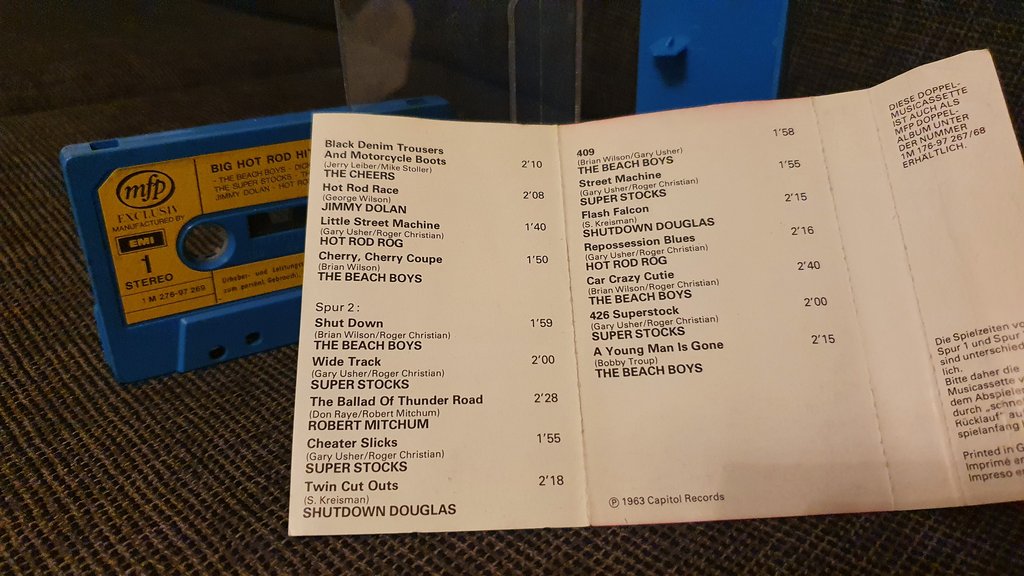 mfp
EXCLUSIV
MANUFACTURED BY
EMI
1
STEREO
1 M 276-97 269
BIG HOT ROD HI
- THE BEACH BOYS - DIC
THE SUPER STOCKS - T
JIMMY DOLAN - HOT RO
Urheber- und Leistungs
zum persönl. Gebrauch
Black Denim Trousers
And Motorcycle Boots 2'10
(Jerry Leiber/Mike Stoller)
THE CHEERS
Hot Rod Race 2'08
(George Wilson)
JIMMY DOLAN
Little Street Machine 1'40
(Gary Usher/Roger Christian)
HOT ROD ROG
Cherry, Cherry Coupe 1'50
(Brian Wilson)
THE BEACH BOYS
Spur 2:
Shut Down 1'59
(Brian Wilson/Roger Christian)
THE BEACH BOYS
Wide Track 2'00
(Gary Usher/Roger Christian)
SUPER STOCKS
The Ballad Of Thunder Road 2'28
(Don Raye/Robert Mitchum)
ROBERT MITCHUM
Cheater Slicks 1'55
(Gary Usher/Roger Christian)
SUPER STOCKS
Twin Cut Outs 2'18
(S. Kreisman)
SHUTDOWN DOUGLAS
409 1'58
(Brian Wilson/Gary Usher)
THE BEACH BOYS
Street Machine 1'55
(Gary Usher/Roger Christian)
SUPER STOCKS
Flash Falcon 2'15
(S. Kreisman)
SHUTDOWN DOUGLAS
Repossession Blues 2'16
(Gary Usher/Roger Christian)
HOT ROD ROG
Car Crazy Cutie 2'40
(Brian Wilson/Roger Christian)
THE BEACH BOYS
426 Superstock 2'00
(Gary Usher/Roger Christian)
SUPER STOCKS
A Young Man Is Gone 2'15
(Bobby Troup)
THE BEACH BOYS
℗ 1963 Capitol Records
DIESE DOPPEL-
MUSICASSETTE
IST AUCH ALS
MFP DOPPEL-
ALBUM UNTER
DER NUMMER
1M 176-97 267/68
ERHÄLTLICH.
Die Spielzeiten vo
Spur 1 und Spur
sind unterschied
lich.
Bitte daher die
Musicassette v
dem Abspiele
durch „schne
Rücklauf" au
spielanfang
Printed in G
Imprimé en
Impreso e